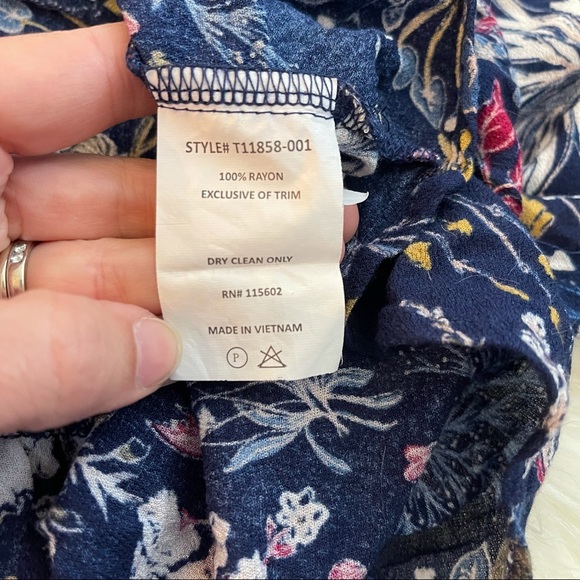 STYLE# T11858-001
100% RAYON
EXCLUSIVE OF TRIM
DRY CLEAN ONLY
RN# 115602
MADE IN VIETNAM
P